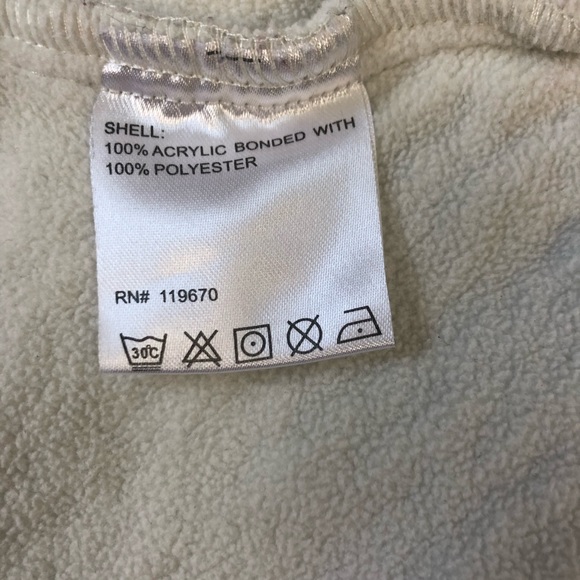 SHELL:
100% ACRYLIC BONDED WITH
100% POLYESTER
RN# 119670
30°C